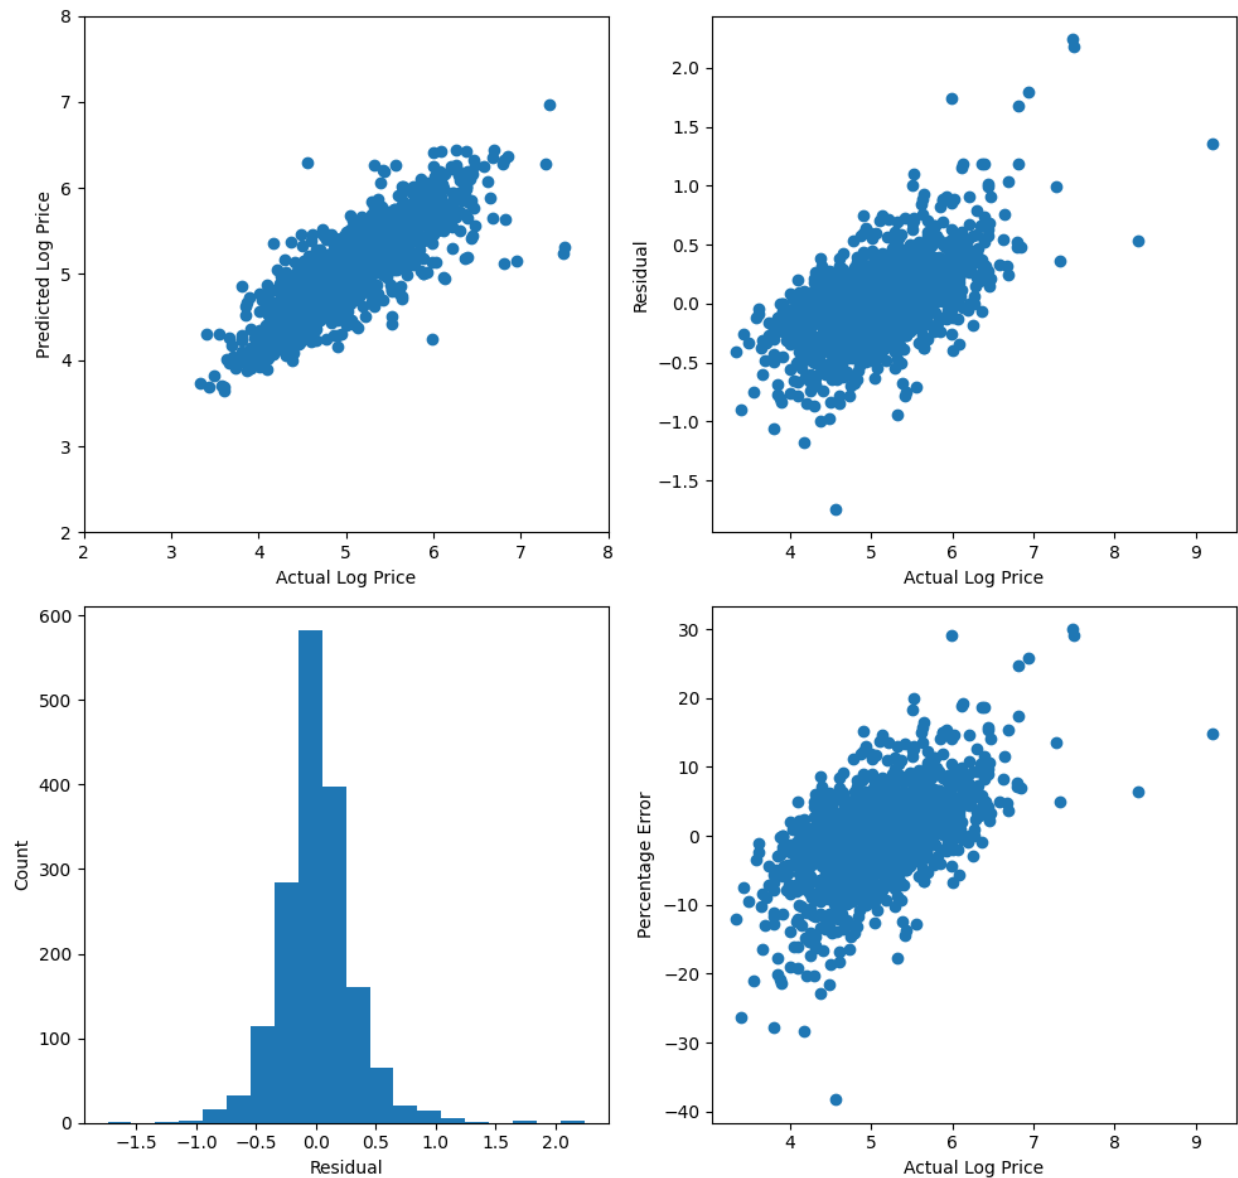 8
7
6
5
4
3
2
Predicted Log Price
2 3 4 5 6 7 8
Actual Log Price
2.0
1.5
1.0
0.5
0.0
−0.5
−1.0
−1.5
Residual
4 5 6 7 8 9
Actual Log Price
600
500
400
300
200
100
0
Count
−1.5 −1.0 −0.5 0.0 0.5 1.0 1.5 2.0
Residual
30
20
10
0
−10
−20
−30
−40
Percentage Error
4 5 6 7 8 9
Actual Log Price